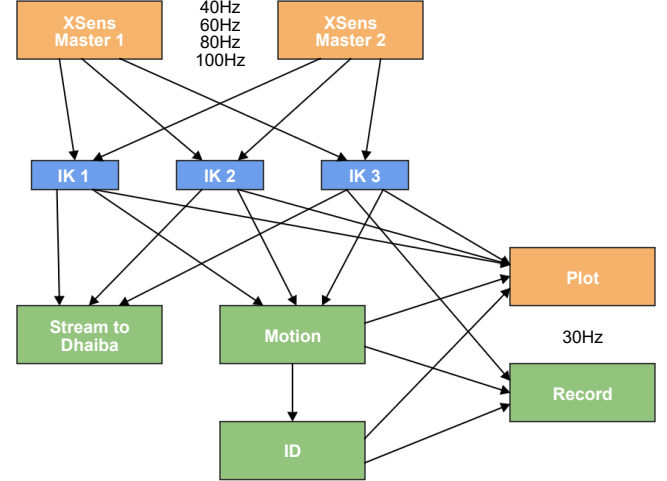 XSens
Master 1
40Hz
60Hz
80Hz
100Hz
XSens
Master 2
IK 1
IK 2
IK 3
Plot
Stream to
Dhaiba
Motion
30Hz
Record
ID